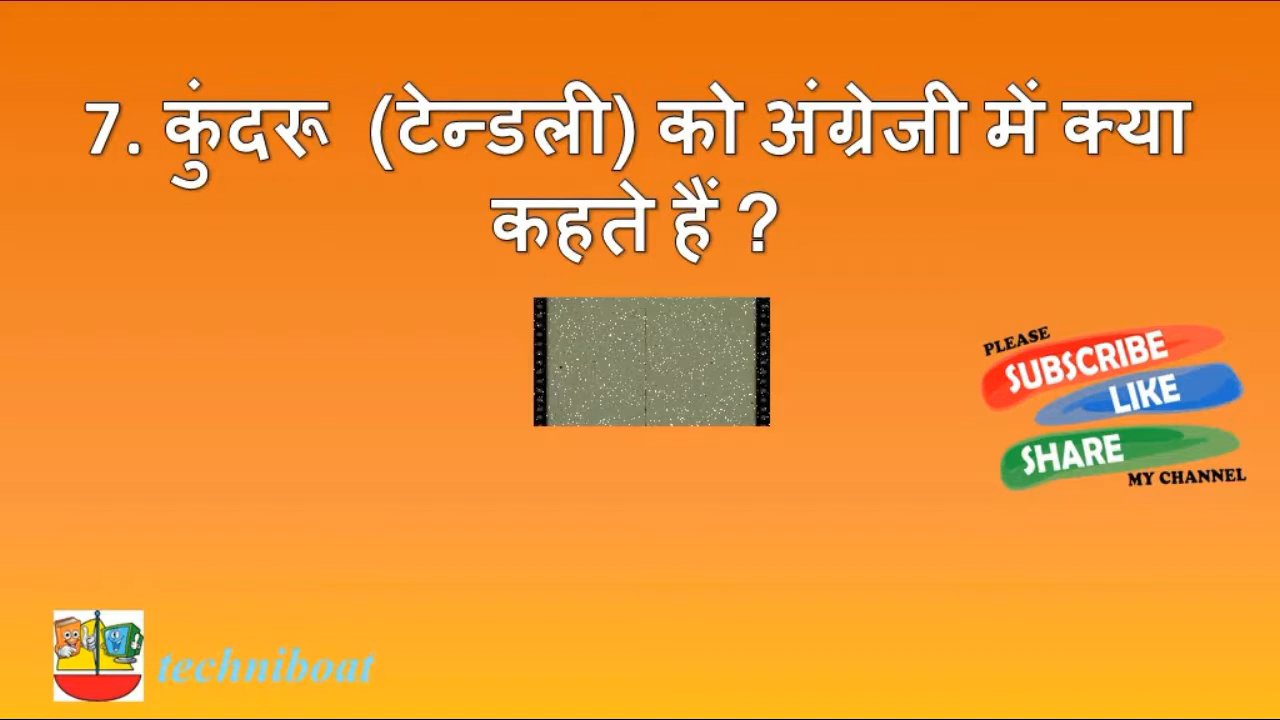 7. कुंदरू (टेन्डली) को अंग्रेजी में क्या
कहते हैं ?
PLEASE
SUBSCRIBE
LIKE
SHARE
MY CHANNEL
techniboat